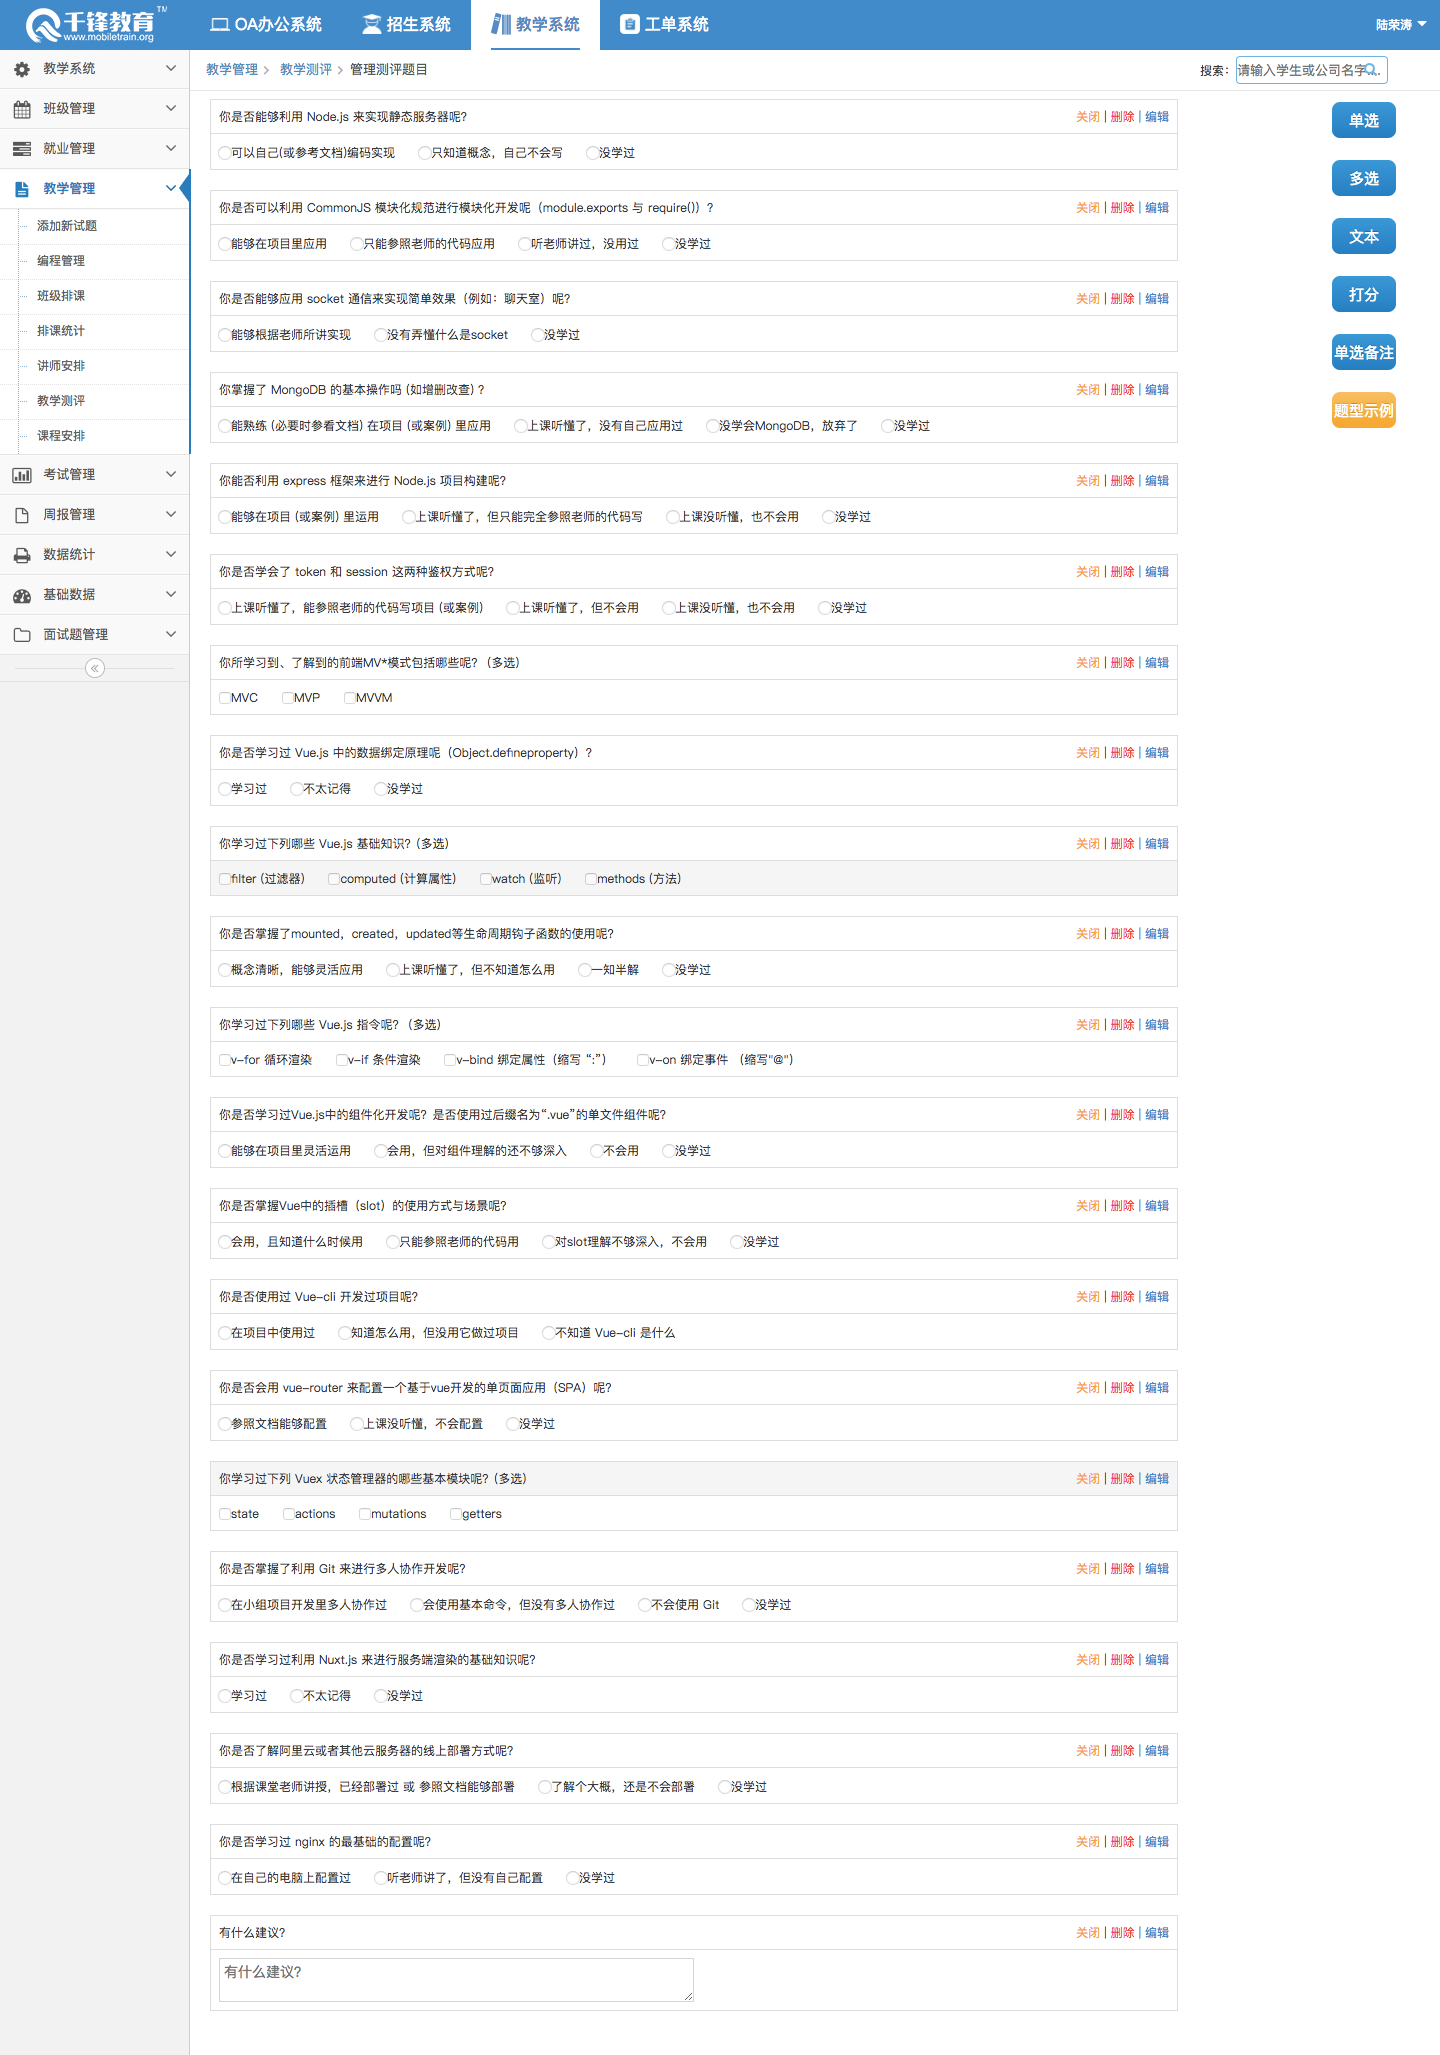 千锋教育 TM
www.mobiletrain.org
OA办公系统
招生系统
教学系统
工单系统
陆荣涛
教学系统
班级管理
就业管理
教学管理
添加新试题
编程管理
班级排课
排课统计
讲师安排
教学测评
课程安排
考试管理
周报管理
数据统计
基础数据
面试题管理
教学管理 > 教学测评 > 管理测评题目
搜索: 请输入学生或公司名字...
你是否能够利用 Node.js 来实现静态服务器呢? 关闭 | 删除 | 编辑
可以自己(或参考文档)编码实现 只知道概念，自己不会写 没学过
你是否可以利用 CommonJS 模块化规范进行模块化开发呢（module.exports 与 require()）? 关闭 | 删除 | 编辑
能够在项目里应用 只能参照老师的代码应用 听老师讲过，没用过 没学过
你是否能够应用 socket 通信来实现简单效果（例如：聊天室）呢? 关闭 | 删除 | 编辑
能够根据老师所讲实现 没有弄懂什么是socket 没学过
你掌握了 MongoDB 的基本操作吗 (如增删改查) ? 关闭 | 删除 | 编辑
能熟练 (必要时参看文档) 在项目 (或案例) 里应用 上课听懂了，没有自己应用过 没学会MongoDB，放弃了 没学过
你能否利用 express 框架来进行 Node.js 项目构建呢? 关闭 | 删除 | 编辑
能够在项目 (或案例) 里运用 上课听懂了，但只能完全参照老师的代码写 上课没听懂，也不会用 没学过
你是否学会了 token 和 session 这两种鉴权方式呢? 关闭 | 删除 | 编辑
上课听懂了，能参照老师的代码写项目 (或案例) 上课听懂了，但不会用 上课没听懂，也不会用 没学过
你所学习到、了解到的前端MV*模式包括哪些呢?（多选） 关闭 | 删除 | 编辑
MVC MVP MVVM
你是否学习过 Vue.js 中的数据绑定原理呢（Object.defineproperty）? 关闭 | 删除 | 编辑
学习过 不太记得 没学过
你学习过下列哪些 Vue.js 基础知识? (多选) 关闭 | 删除 | 编辑
filter (过滤器) computed (计算属性) watch (监听) methods (方法)
你是否掌握了mounted，created，updated等生命周期钩子函数的使用呢? 关闭 | 删除 | 编辑
概念清晰，能够灵活应用 上课听懂了，但不知道怎么用 一知半解 没学过
你学习过下列哪些 Vue.js 指令呢?（多选） 关闭 | 删除 | 编辑
v-for 循环渲染 v-if 条件渲染 v-bind 绑定属性（缩写 “:”） v-on 绑定事件 （缩写"@"）
你是否学习过Vue.js中的组件化开发呢? 是否使用过后缀名为“.vue”的单文件组件呢? 关闭 | 删除 | 编辑
能够在项目里灵活运用 会用，但对组件理解的还不够深入 不会用 没学过
你是否掌握Vue中的插槽（slot）的使用方式与场景呢? 关闭 | 删除 | 编辑
会用，且知道什么时候用 只能参照老师的代码用 对slot理解不够深入，不会用 没学过
你是否使用过 Vue-cli 开发过项目呢? 关闭 | 删除 | 编辑
在项目中使用过 知道怎么用，但没用它做过项目 不知道 Vue-cli 是什么
你是否会用 vue-router 来配置一个基于vue开发的单页面应用（SPA）呢? 关闭 | 删除 | 编辑
参照文档能够配置 上课没听懂，不会配置 没学过
你学习过下列 Vuex 状态管理器的哪些基本模块呢? (多选) 关闭 | 删除 | 编辑
state actions mutations getters
你是否掌握了利用 Git 来进行多人协作开发呢? 关闭 | 删除 | 编辑
在小组项目开发里多人协作过 会使用基本命令，但没有多人协作过 不会使用 Git 没学过
你是否学习过利用 Nuxt.js 来进行服务端渲染的基础知识呢? 关闭 | 删除 | 编辑
学习过 不太记得 没学过
你是否了解阿里云或者其他云服务器的线上部署方式呢? 关闭 | 删除 | 编辑
根据课堂老师讲授，已经部署过 或 参照文档能够部署 了解个大概，还是不会部署 没学过
你是否学习过 nginx 的最基础的配置呢? 关闭 | 删除 | 编辑
在自己的电脑上配置过 听老师讲了，但没有自己配置 没学过
有什么建议? 关闭 | 删除 | 编辑
有什么建议?
单选
多选
文本
打分
单选备注
题型示例